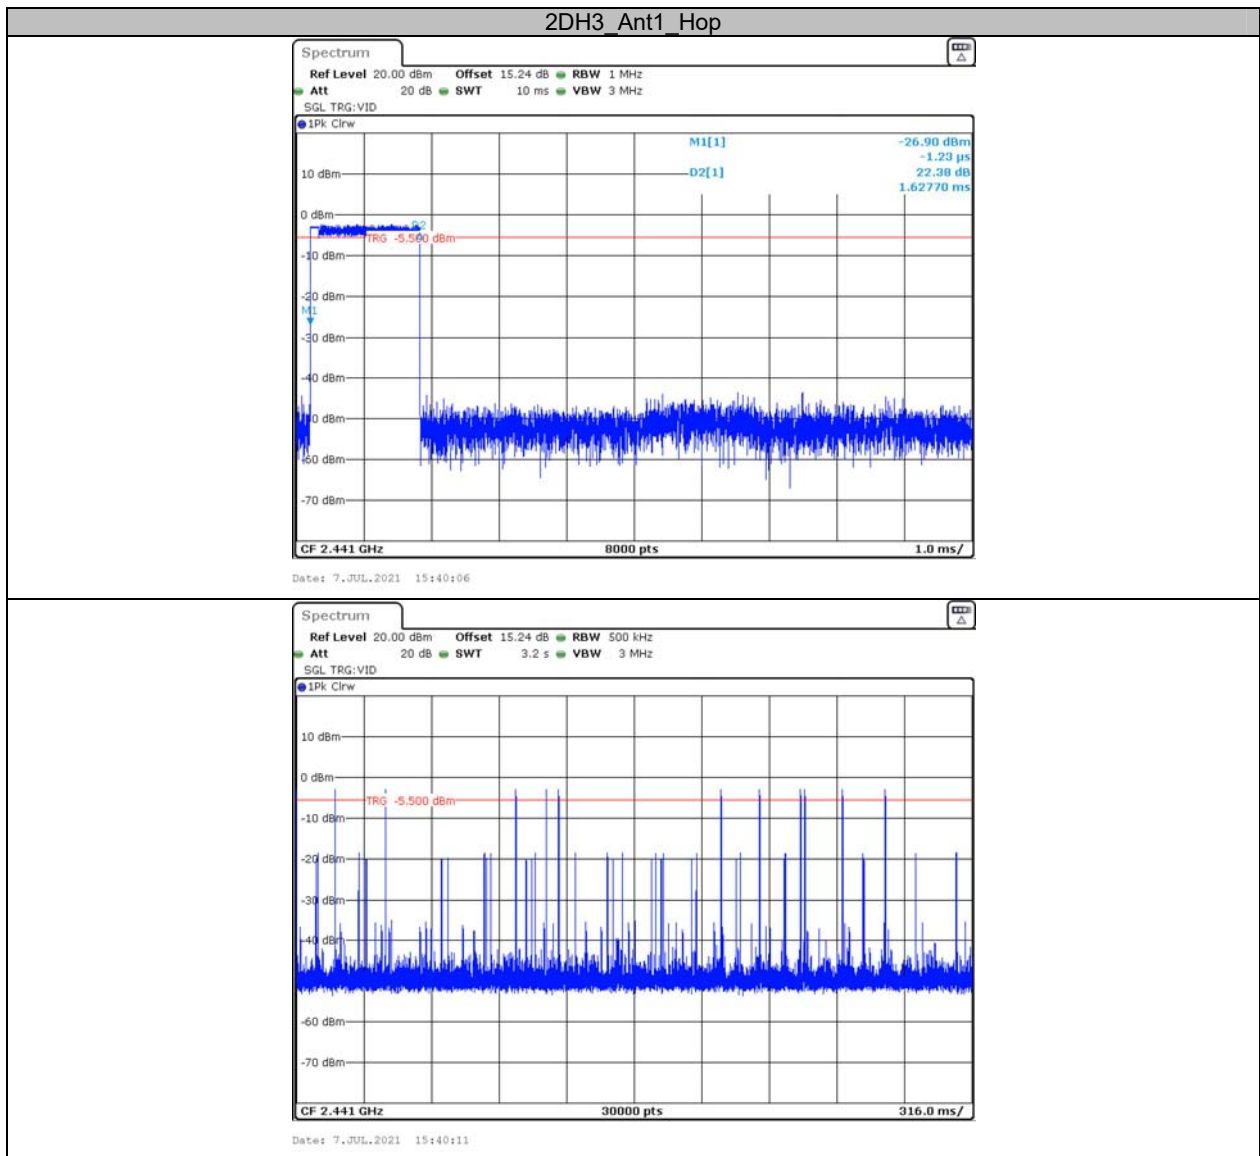 2DH3_Ant1_Hop
Spectrum
Ref Level 20.00 dBm Offset 15.24 dB RBW 1 MHz
Att 20 dB SWT 10 ms VBW 3 MHz
SGL TRG:VID
1Pk Clrw
M1[1] -26.90 dBm
-1.23 µs
10 dBm D2[1] 22.38 dB
1.62770 ms
0 dBm
D2
TRG -5.500 dBm
-10 dBm
-20 dBm
M1
-30 dBm
-40 dBm
-50 dBm
-60 dBm
-70 dBm
CF 2.441 GHz 8000 pts 1.0 ms/
Date: 7.JUL.2021 15:40:06
Spectrum
Ref Level 20.00 dBm Offset 15.24 dB RBW 500 kHz
Att 20 dB SWT 3.2 s VBW 3 MHz
SGL TRG:VID
1Pk Clrw
10 dBm
0 dBm
TRG -5.500 dBm
-10 dBm
-20 dBm
-30 dBm
-40 dBm
-60 dBm
-70 dBm
CF 2.441 GHz 30000 pts 316.0 ms/
Date: 7.JUL.2021 15:40:11